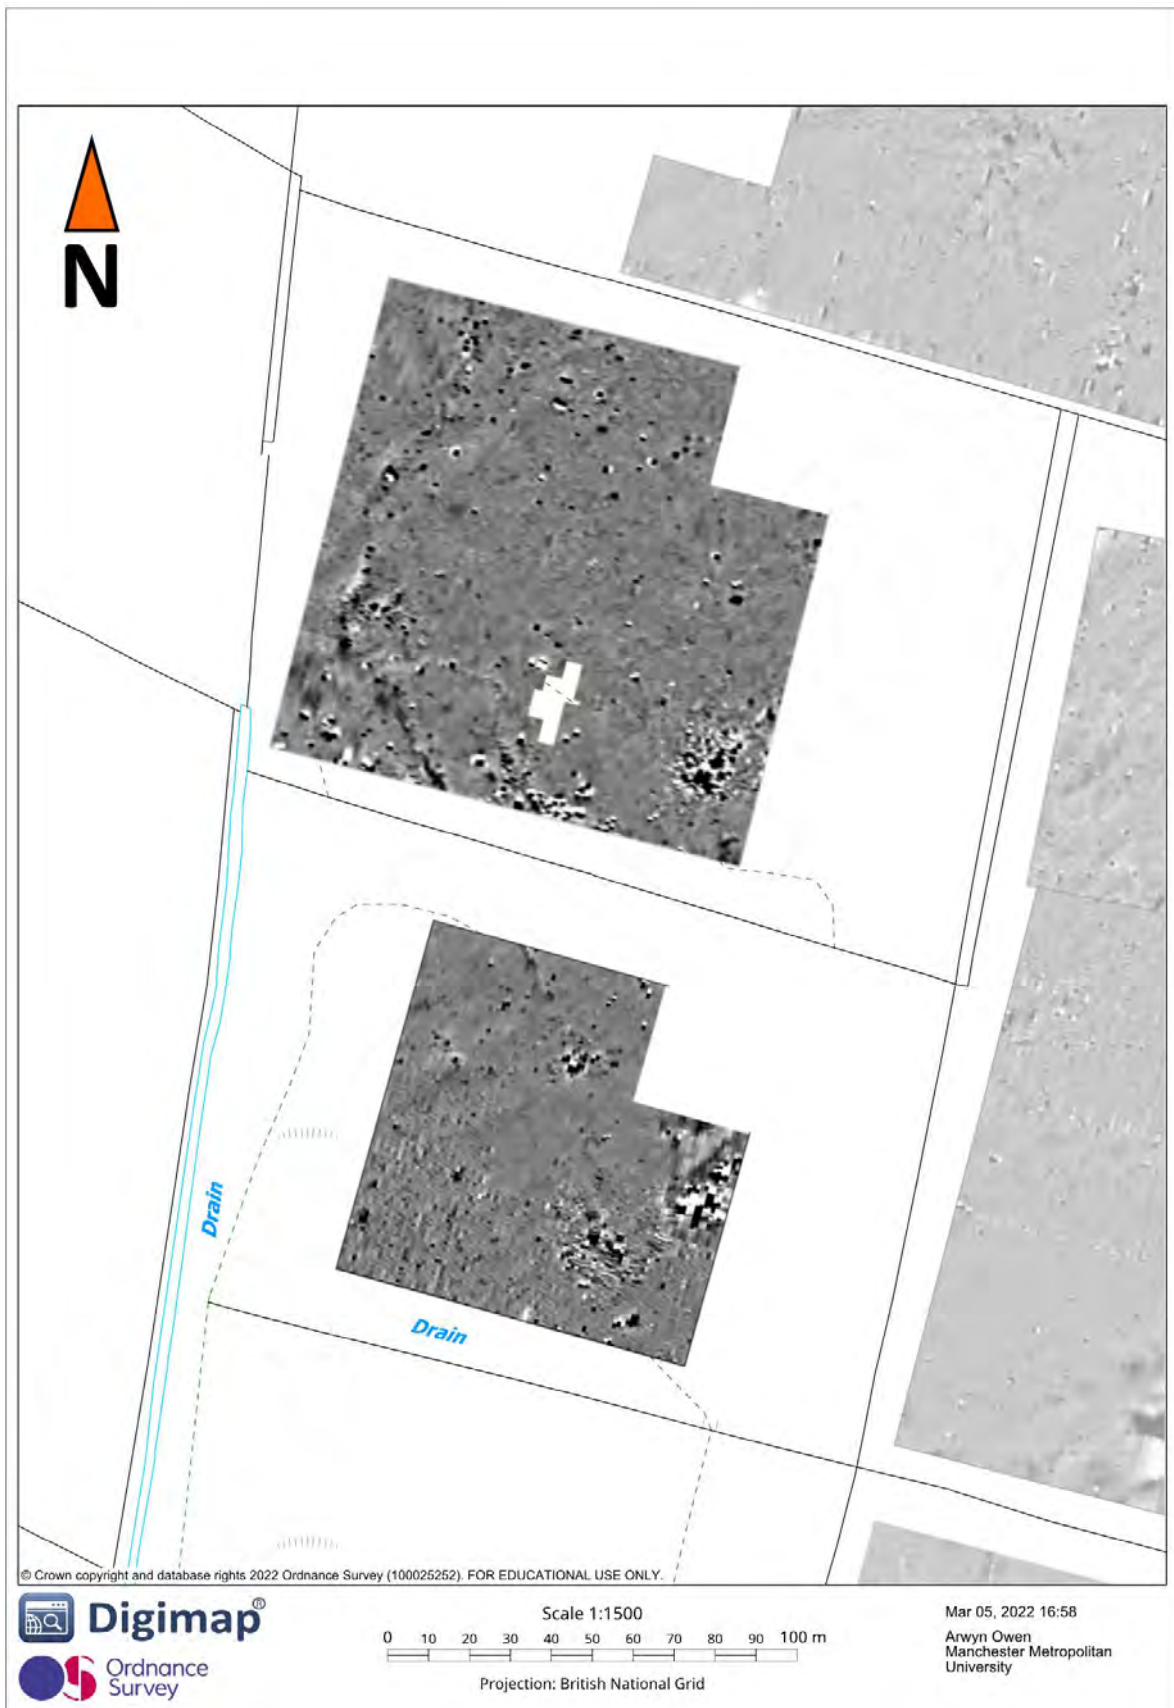 N
Drain
Drain
© Crown copyright and database rights 2022 Ordnance Survey (100025252). FOR EDUCATIONAL USE ONLY.
Digimap®
Ordnance
Survey
Scale 1:1500
0 10 20 30 40 50 60 70 80 90 100 m
Projection: British National Grid
Mar 05, 2022 16:58
Arwyn Owen
Manchester Metropolitan
University